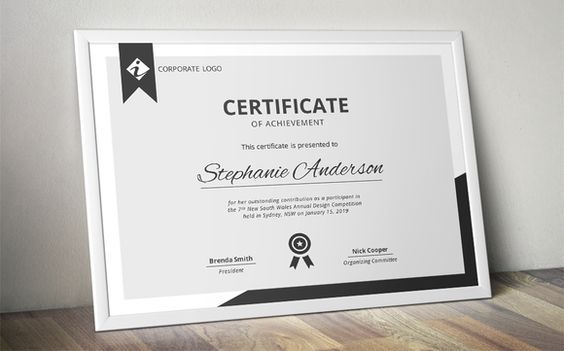 CORPORATE LOGO
CERTIFICATE
OF ACHIEVEMENT
This certificate is presented to
Stephanie Anderson
for her outstanding contribution as a participant in
the 7th New South Wales Annual Design Competition
held in Sydney, NSW on January 15, 2019
Brenda Smith
President
Nick Cooper
Organizing Committee